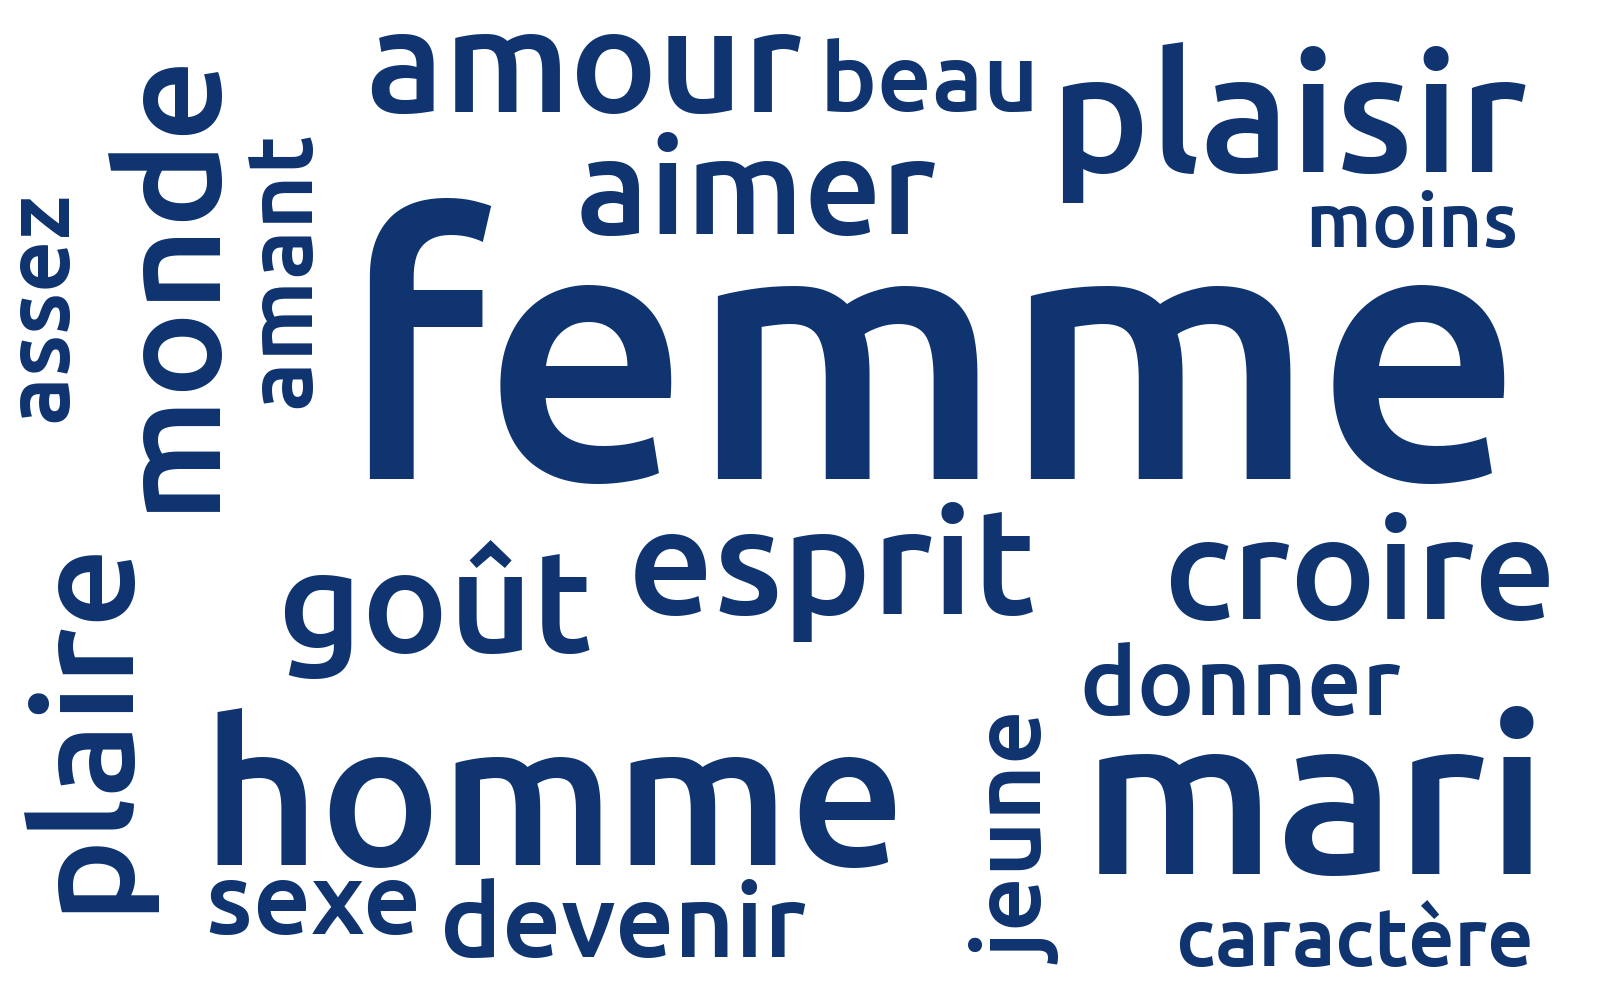 amour
beau
plaisir
aimer
moins
monde
amant
assez
femme
esprit
croire
goût
plaire
donner
homme
mari
jeune
sexe
devenir
caractère